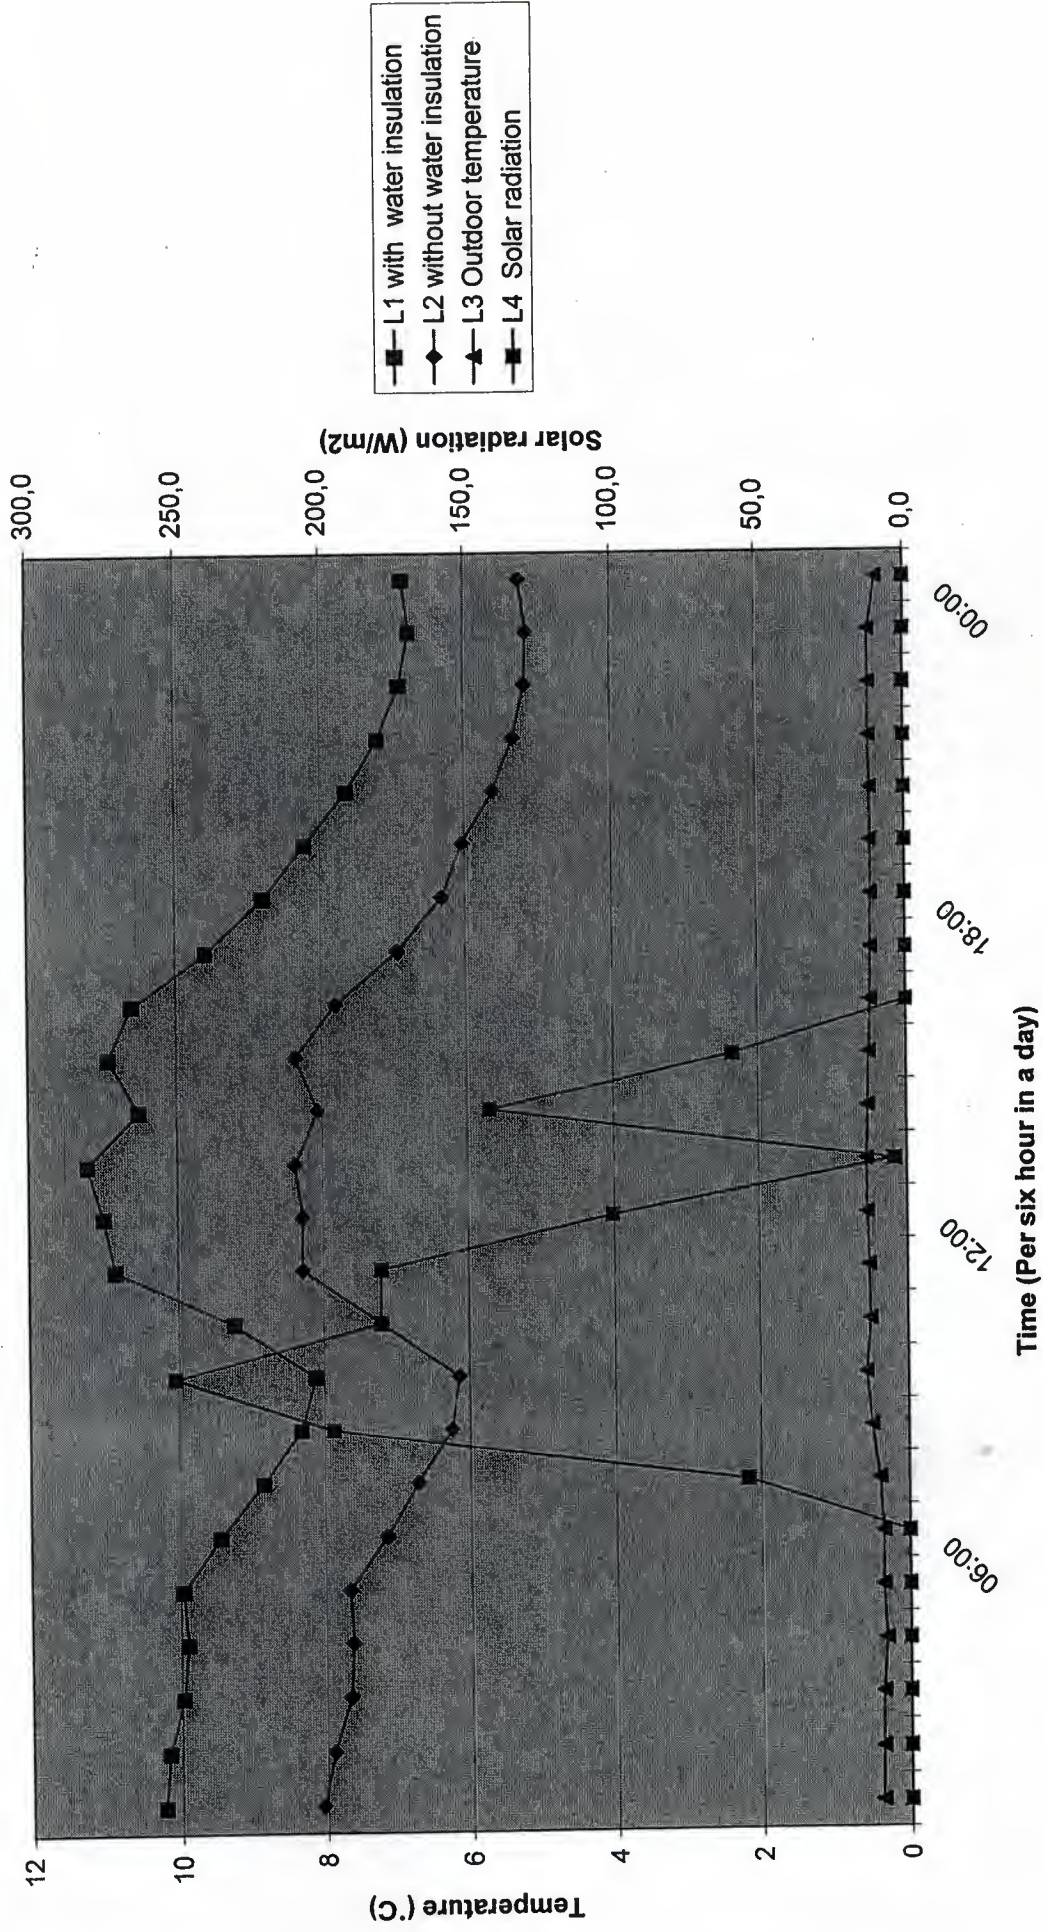 Temperature (°C)
12
10
8
6
4
2
0
06:00
12:00
18:00
00:00
Time (Per six hour in a day)
300,0
250,0
200,0
150,0
100,0
50,0
0,0
Solar radiation (W/m2)
L1 with water insulation
L2 without water insulation
L3 Outdoor temperature
L4 Solar radiation